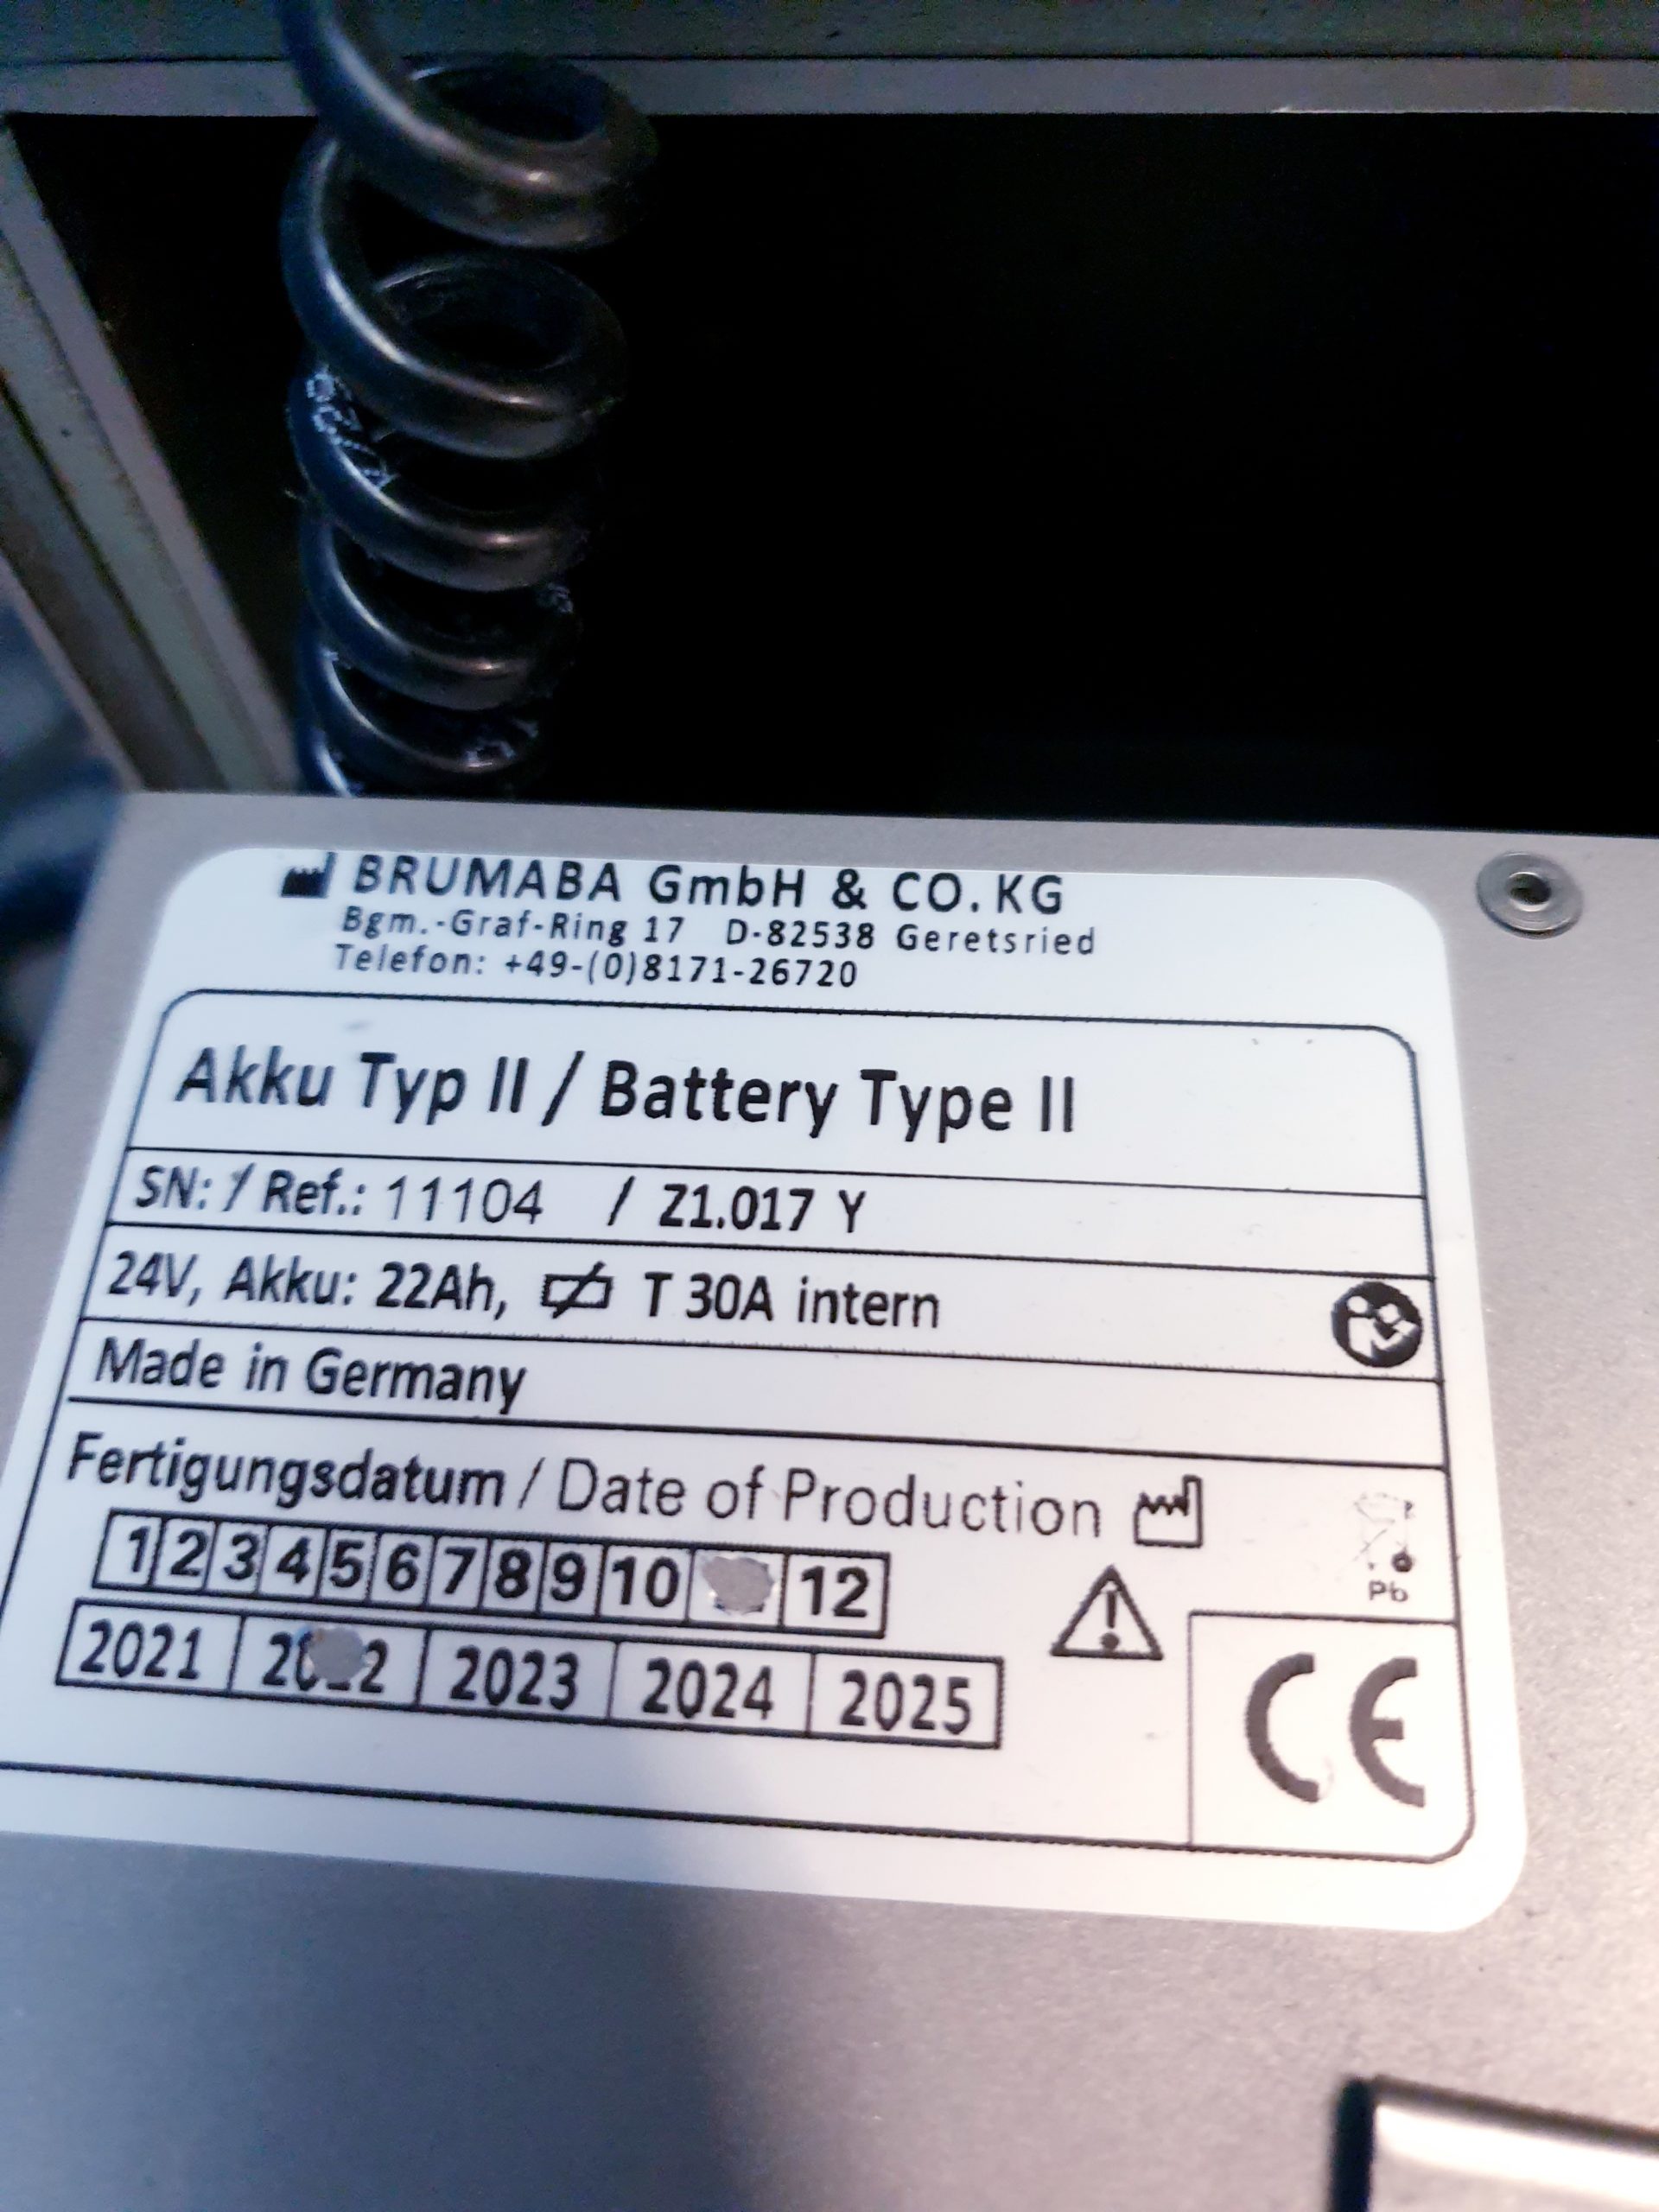 BRUMABA GmbH & CO. KG
Bgm.-Graf-Ring 17 D-82538 Geretsried
Telefon: +49-(0)8171-26720
Akku Typ II / Battery Type II
SN: / Ref.: 11104 / Z1.017 Y
24V, Akku: 22Ah, T 30A intern
Made in Germany
Fertigungsdatum / Date of Production
1 2 3 4 5 6 7 8 9 10 12
Pb
2021 2023 2024 2025
CE